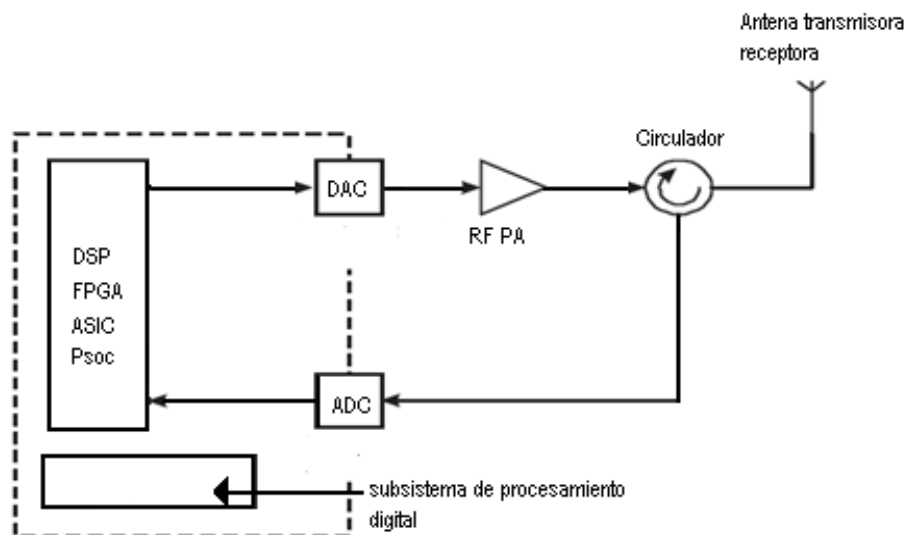 Antena transmisora
receptora
Circulador
DAC
RF PA
DSP
FPGA
ASIC
Psoc
ADC
subsistema de procesamiento
digital